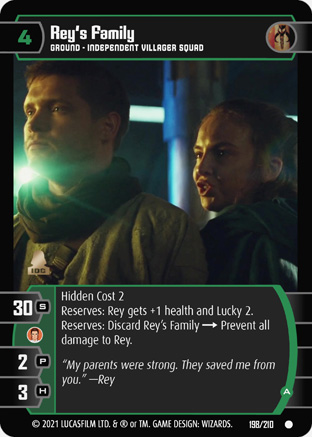 4
Rey's Family
GROUND - INDEPENDENT VILLAGER SQUAD
IDC
30 S
Hidden Cost 2
Reserves: Rey gets +1 health and Lucky 2.
Reserves: Discard Rey's Family → Prevent all
damage to Rey.
2 P
"My parents were strong. They saved me from
you." —Rey
3 H
A
© 2021 LUCASFILM LTD. & ® or TM. GAME DESIGN: WIZARDS. 198/210